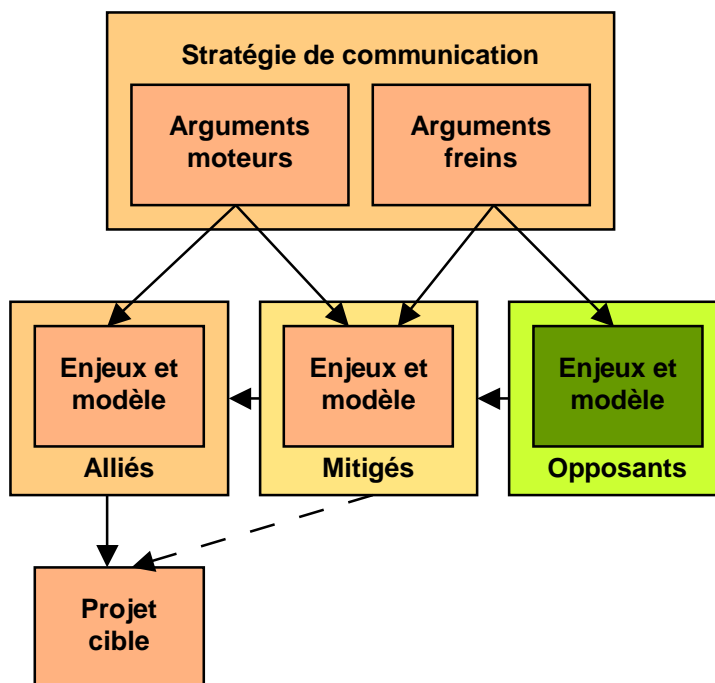 Stratégie de communication
Arguments
moteurs
Arguments
freins
Enjeux et
modèle
Alliés
Enjeux et
modèle
Mitigés
Enjeux et
modèle
Opposants
Projet
cible